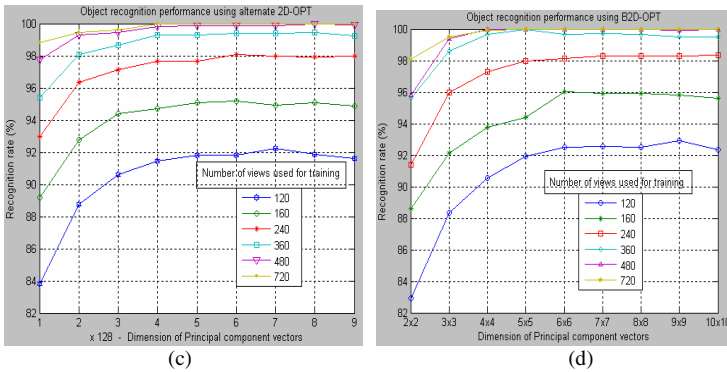 Object recognition performance using alternate 2D-OPT
100
98
96
94
92
90
88
86
84
82
Recognition rate (%)
Number of views used for training
120
160
240
360
480
720
1 2 3 4 5 6 7 8 9
x 128 - Dimension of Principal component vectors
(c)
Object recognition performance using B2D-OPT
100
98
96
94
92
90
88
86
84
82
Recognition rate (%)
Number of views used for training
120
160
240
360
480
720
2x2 3x3 4x4 5x5 6x6 7x7 8x8 9x9 10x10
Dimension of Principal component vectors
(d)